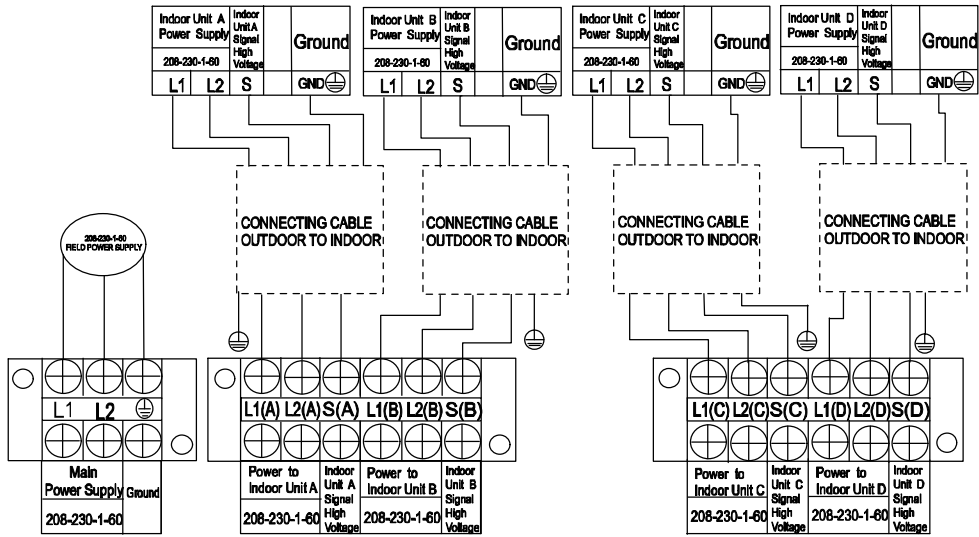 Indoor Unit A
Power Supply
208-230-1-60
Indoor
UnitA
Signal
High
Voltage
Ground
L1 L2 S GND
Indoor Unit B
Power Supply
208-230-1-60
Indoor
Unit B
Signal
High
Voltage
Ground
L1 L2 S GND
Indoor Unit C
Power Supply
208-230-1-60
Indoor
Unit C
Signal
High
Voltage
Ground
L1 L2 S GND
Indoor Unit D
Power Supply
208-230-1-60
Indoor
Unit D
Signal
High
Voltage
Ground
L1 L2 S GND
CONNECTING CABLE
OUTDOOR TO INDOOR
CONNECTING CABLE
OUTDOOR TO INDOOR
CONNECTING CABLE
OUTDOOR TO INDOOR
CONNECTING CABLE
OUTDOOR TO INDOOR
208-230-1-60
FIELD POWER SUPPLY
L1 L2
Main
Power Supply
208-230-1-60
Ground
L1(A) L2(A) S(A) L1(B) L2(B) S(B)
Power to
Indoor Unit A
208-230-1-60
Indoor
Unit A
Signal
High
Voltage
Power to
Indoor Unit B
208-230-1-60
Indoor
Unit B
Signal
High
Voltage
L1(C) L2(C) S(C) L1(D) L2(D) S(D)
Power to
Indoor Unit C
208-230-1-60
Indoor
Unit C
Signal
High
Voltage
Power to
Indoor Unit D
208-230-1-60
Indoor
Unit D
Signal
High
Voltage